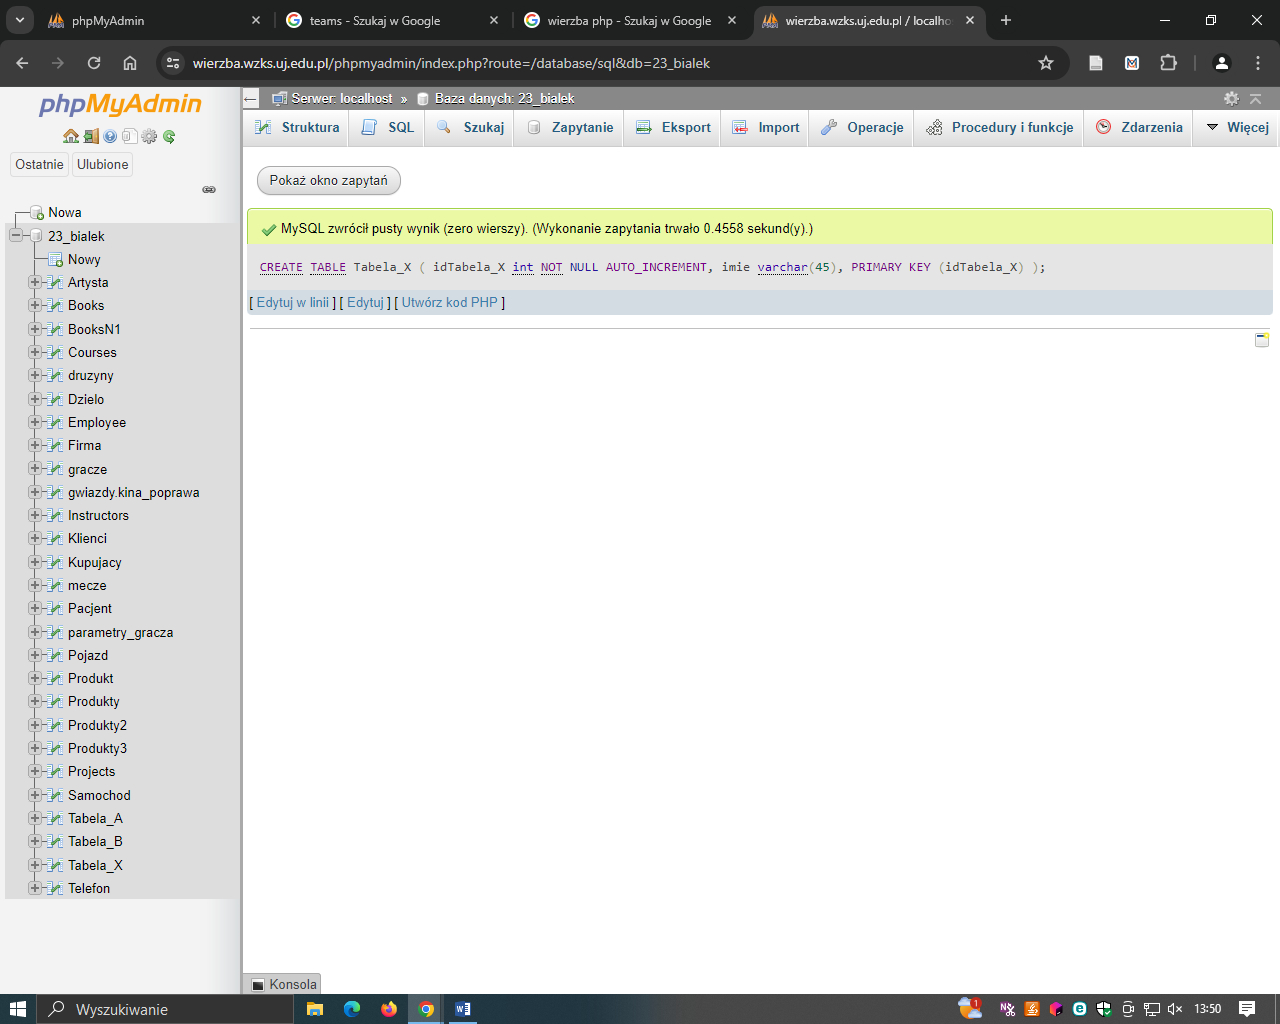 phpMyAdmin
teams - Szukaj w Google
wierzba php - Szukaj w Google
wierzba.wzks.uj.edu.pl / localho
wierzba.wzks.uj.edu.pl/phpmyadmin/index.php?route=/database/sql&db=23_bialek
phpMyAdmin
Ostatnie
Ulubione
Nowa
23_bialek
Nowy
Artysta
Books
BooksN1
Courses
druzyny
Dzielo
Employee
Firma
gracze
gwiazdy.kina_poprawa
Instructors
Klienci
Kupujacy
mecze
Pacjent
parametry_gracza
Pojazd
Produkt
Produkty
Produkty2
Produkty3
Projects
Samochod
Tabela_A
Tabela_B
Tabela_X
Telefon
Serwer: localhost » Baza danych: 23_bialek
Struktura SQL Szukaj Zapytanie Eksport Import Operacje Procedury i funkcje Zdarzenia Więcej
Pokaż okno zapytań
MySQL zwrócił pusty wynik (zero wierszy). (Wykonanie zapytania trwało 0.4558 sekund(y).)
CREATE TABLE Tabela_X ( idTabela_X int NOT NULL AUTO_INCREMENT, imie varchar(45), PRIMARY KEY (idTabela_X) );
[ Edytuj w linii ] [ Edytuj ] [ Utwórz kod PHP ]
Konsola
Wyszukiwanie
1
13:50